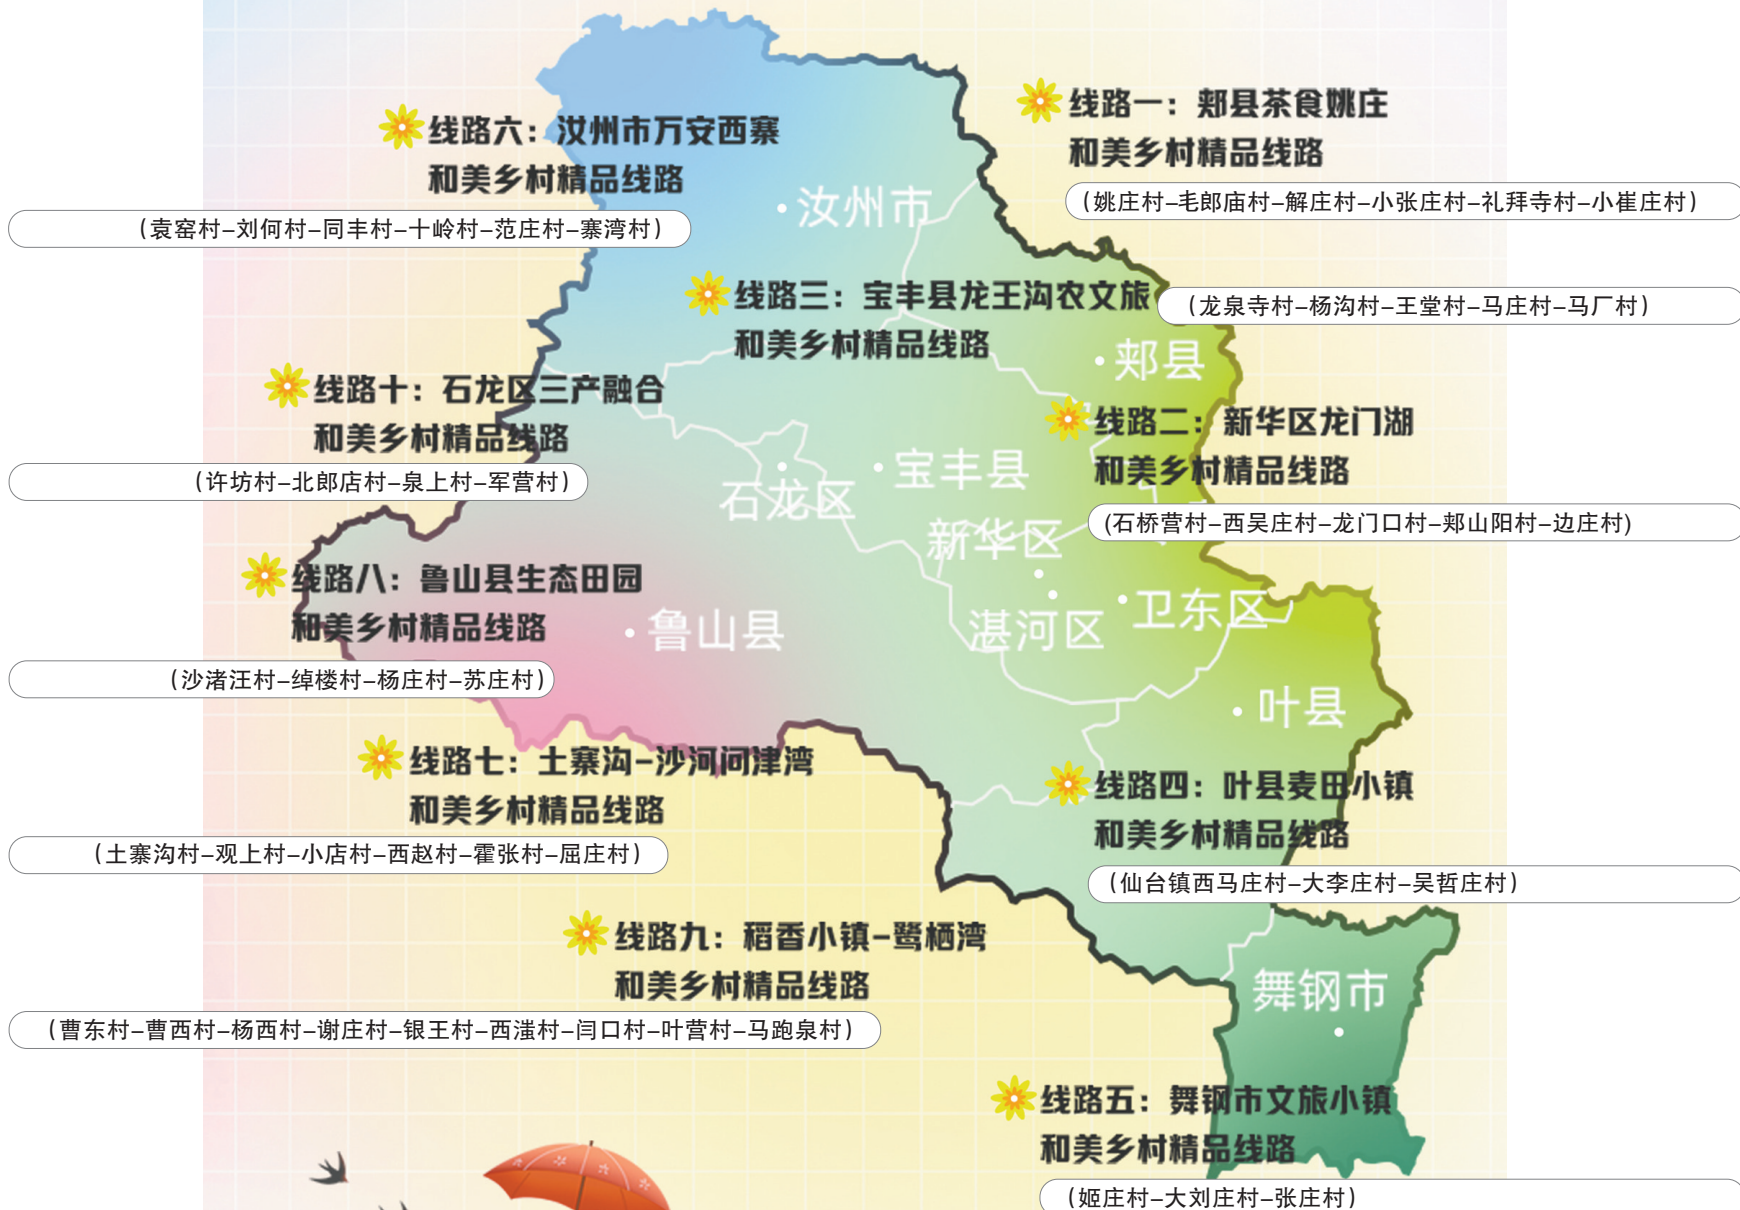 线路一：郏县茶食姚庄
和美乡村精品线路
（姚庄村–毛郎庙村–解庄村–小张庄村–礼拜寺村–小崔庄村）
线路六：汝州市万安西寨
和美乡村精品线路
（袁窑村–刘何村–同丰村–十岭村–范庄村–寨湾村）
汝州市
线路三：宝丰县龙王沟农文旅
和美乡村精品线路
（龙泉寺村–杨沟村–王堂村–马庄村–马厂村）
郏县
线路十：石龙区三产融合
和美乡村精品线路
（许坊村–北郎店村–泉上村–军营村）
线路二：新华区龙门湖
和美乡村精品线路
(石桥营村–西吴庄村–龙门口村–郏山阳村–边庄村)
宝丰县
石龙区
新华区
线路八：鲁山县生态田园
和美乡村精品线路
（沙渚汪村–绰楼村–杨庄村–苏庄村）
鲁山县
湛河区
卫东区
叶县
线路七：土寨沟–沙河问津湾
和美乡村精品线路
（土寨沟村–观上村–小店村–西赵村–霍张村–屈庄村）
线路四：叶县麦田小镇
和美乡村精品线路
（仙台镇西马庄村–大李庄村–吴哲庄村）
线路九：稻香小镇–鹭栖湾
和美乡村精品线路
（曹东村–曹西村–杨西村–谢庄村–银王村–西滍村–闫口村–叶营村–马跑泉村）
舞钢市
线路五：舞钢市文旅小镇
和美乡村精品线路
（姬庄村–大刘庄村–张庄村）